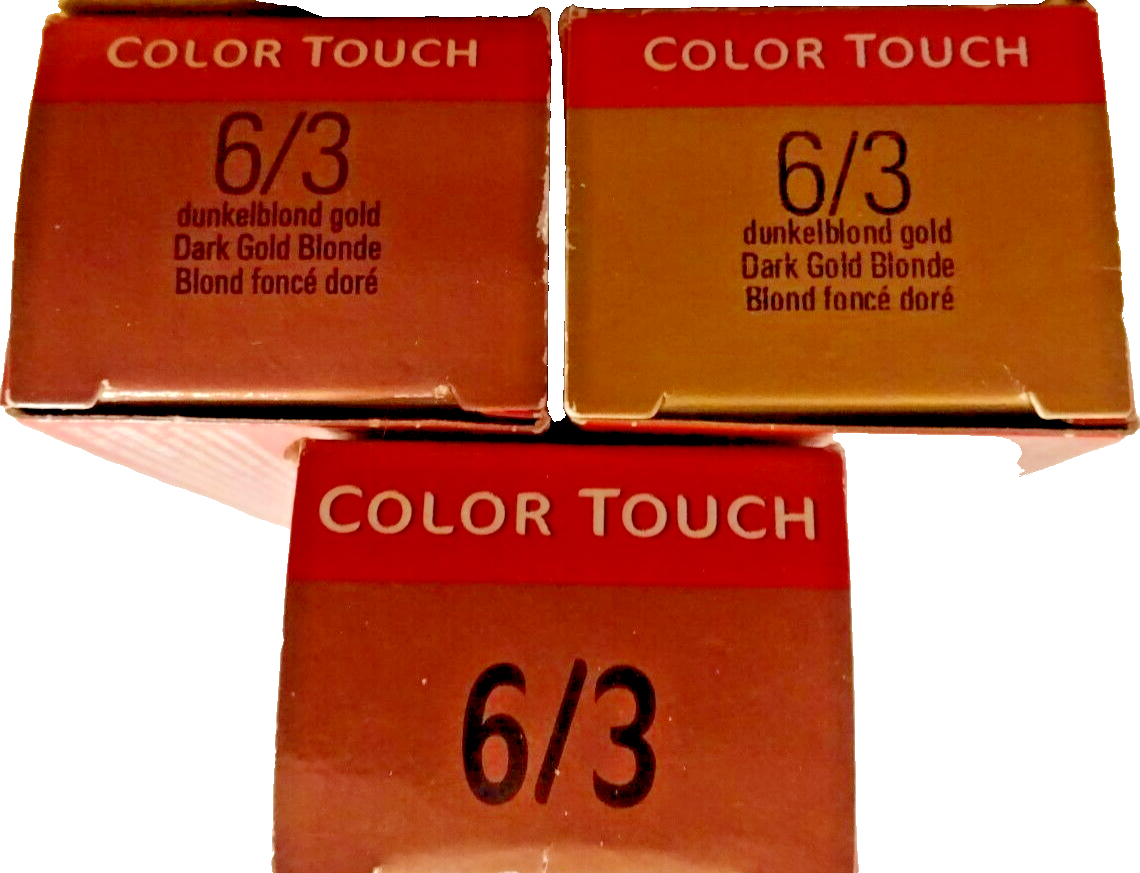 COLOR TOUCH
6/3
dunkelblond gold
Dark Gold Blonde
Blond foncé doré
COLOR TOUCH
6/3
dunkelblond gold
Dark Gold Blonde
Blond foncé doré
COLOR TOUCH
6/3